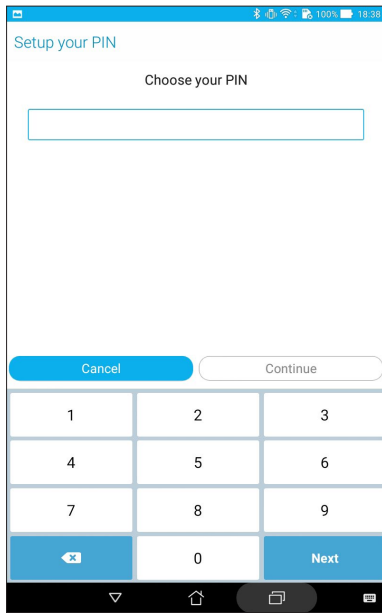 100% 18:38
Setup your PIN
Choose your PIN
Cancel Continue
1 2 3
4 5 6
7 8 9
0 Next